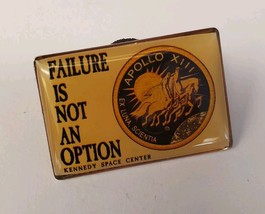 FAILURE
IS
NOT
AN
OPTION
KENNEDY SPACE CENTER
APOLLO XIII
EX LUNA, SCIENTIA